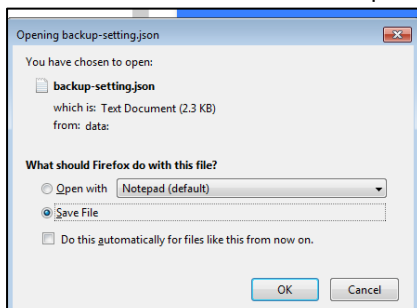 Opening backup-setting.json
You have chosen to open:
backup-setting.json
which is: Text Document (2.3 KB)
from: data:
What should Firefox do with this file?
Open with Notepad (default)
Save File
Do this automatically for files like this from now on.
OK Cancel